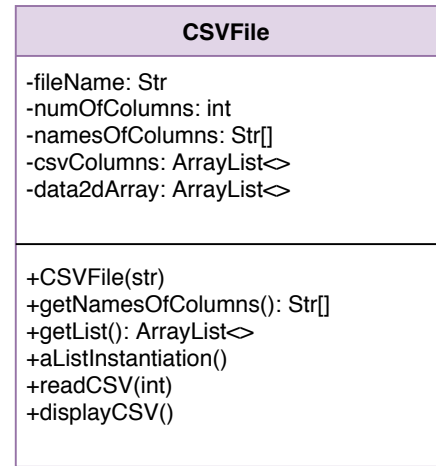 CSVFile
-fileName: Str
-numOfColumns: int
-namesOfColumns: Str[]
-csvColumns: ArrayList<>
-data2dArray: ArrayList<>
+CSVFile(str)
+getNamesOfColumns(): Str[]
+getList(): ArrayList<>
+aListInstantiation()
+readCSV(int)
+displayCSV()